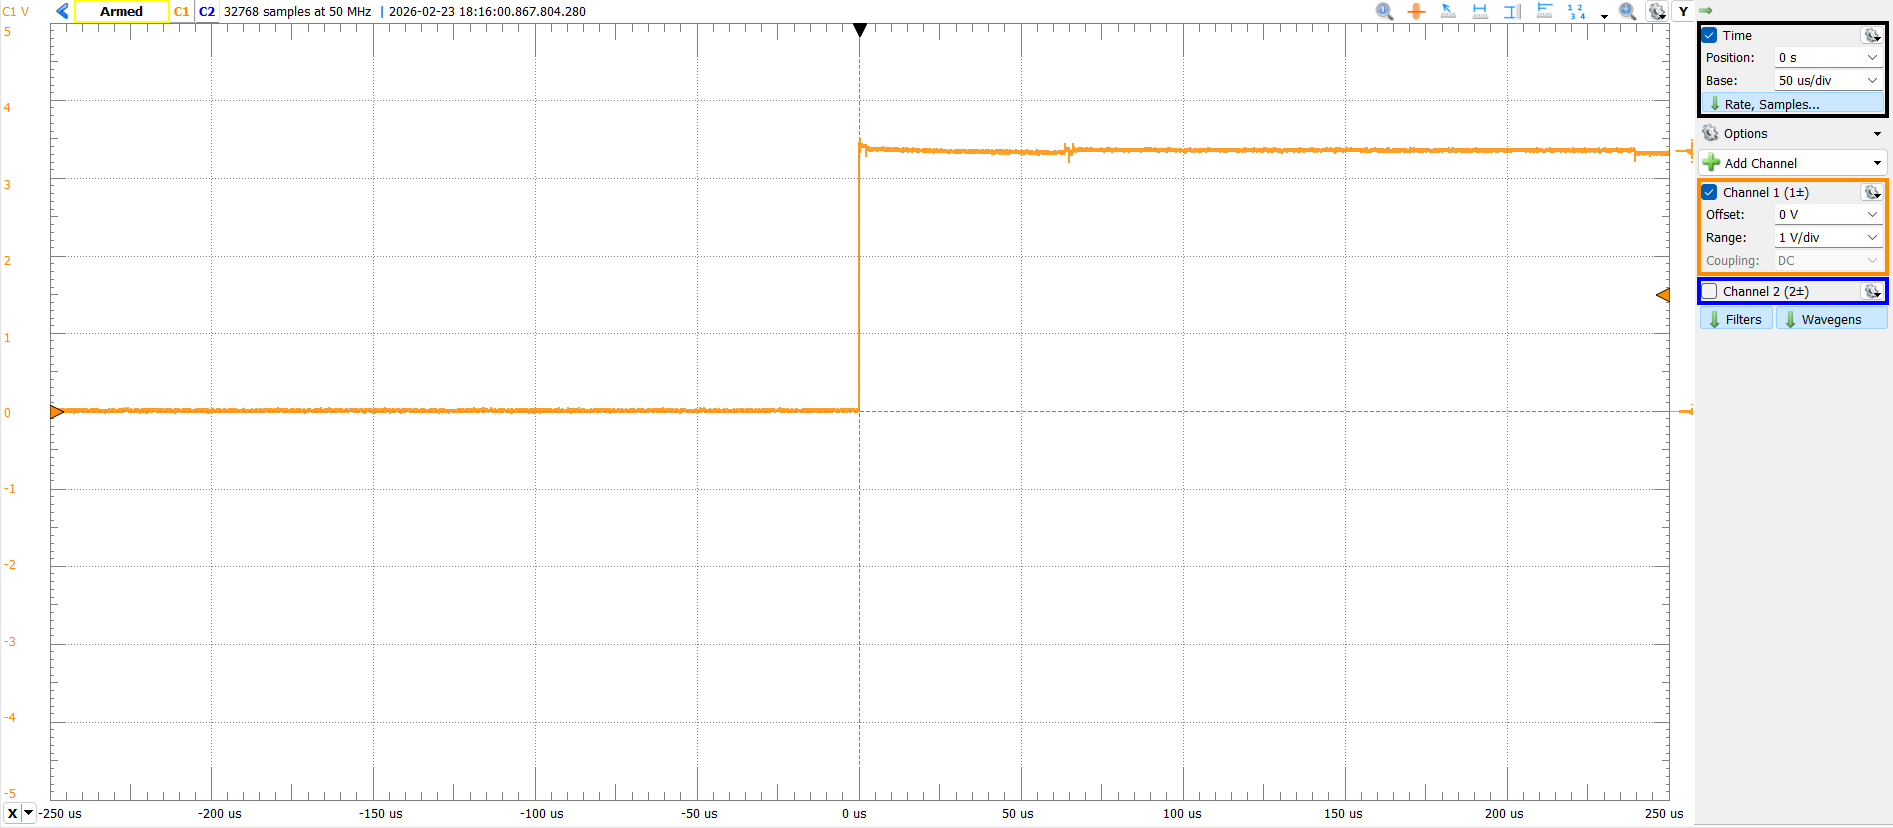 C1 V
Armed C1 C2 32768 samples at 50 MHz | 2026-02-23 18:16:00.867.804.280
1 2
3 4
Y
5
4
3
2
1
0
-1
-2
-3
-4
-5
X
-250 us -200 us -150 us -100 us -50 us 0 us 50 us 100 us 150 us 200 us 250 us
Time
Position: 0 s
Base: 50 us/div
Rate, Samples...
Options
Add Channel
Channel 1 (1±)
Offset: 0 V
Range: 1 V/div
Coupling: DC
Channel 2 (2±)
Filters Wavegens